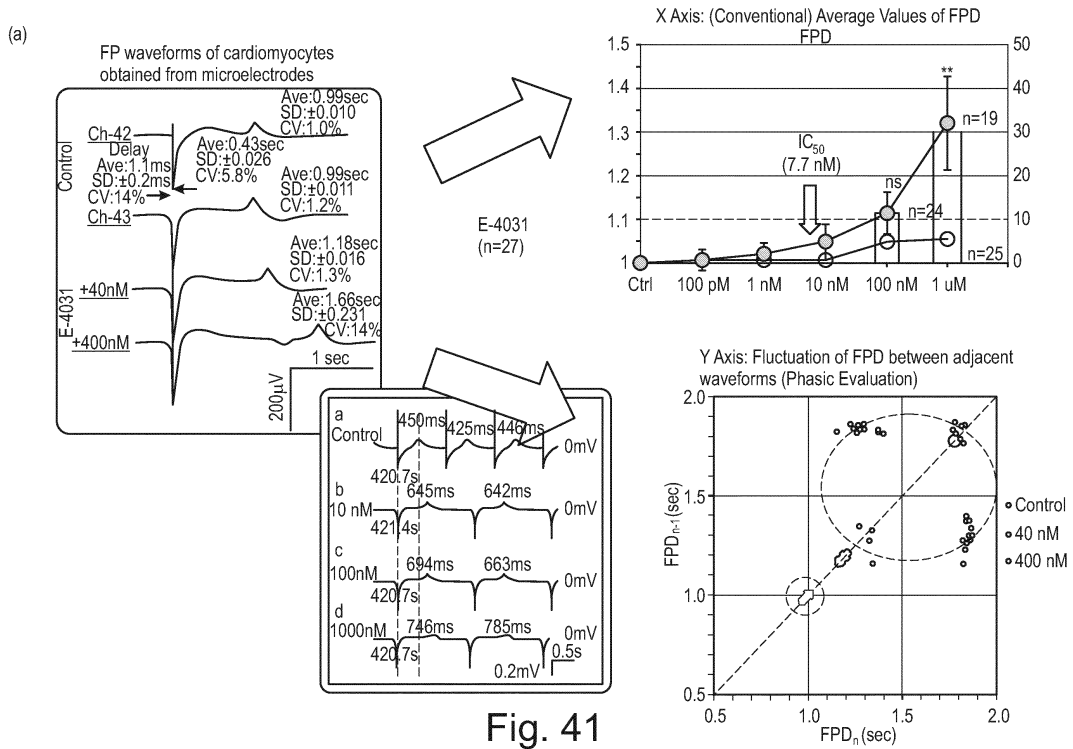 (a)
FP waveforms of cardiomyocytes
obtained from microelectrodes
Control
Ch-42
Ave:0.99sec
SD:±0.010
CV:1.0%
Delay
Ave:1.1ms
SD:±0.2ms
CV:14%
Ave:0.43sec
SD:±0.026
CV:5.8%
Ch-43
Ave:0.99sec
SD:±0.011
CV:1.2%
E-4031
+40nM
Ave:1.18sec
SD:±0.016
CV:1.3%
+400nM
Ave:1.66sec
SD:±0.231
CV:14%
1 sec
200µV
a
Control
450ms
425ms
446ms
0mV
420.7s
b
10 nM
645ms
642ms
0mV
421.4s
c
100nM
694ms
663ms
0mV
420.7s
d
1000nM
746ms
785ms
0mV
420.7s
0.2mV
0.5s
E-4031
(n=27)
X Axis: (Conventional) Average Values of FPD
FPD
1.5
1.4
1.3
1.2
1.1
1
50
40
30
20
10
0
IC50
(7.7 nM)
ns
**
n=19
n=24
n=25
Ctrl 100 pM 1 nM 10 nM 100 nM 1 uM
Y Axis: Fluctuation of FPD between adjacent
waveforms (Phasic Evaluation)
FPDn-1 (sec)
2.0
1.5
1.0
0.5
0.5 1.0 1.5 2.0
FPDn (sec)
Control
40 nM
400 nM
Fig. 41